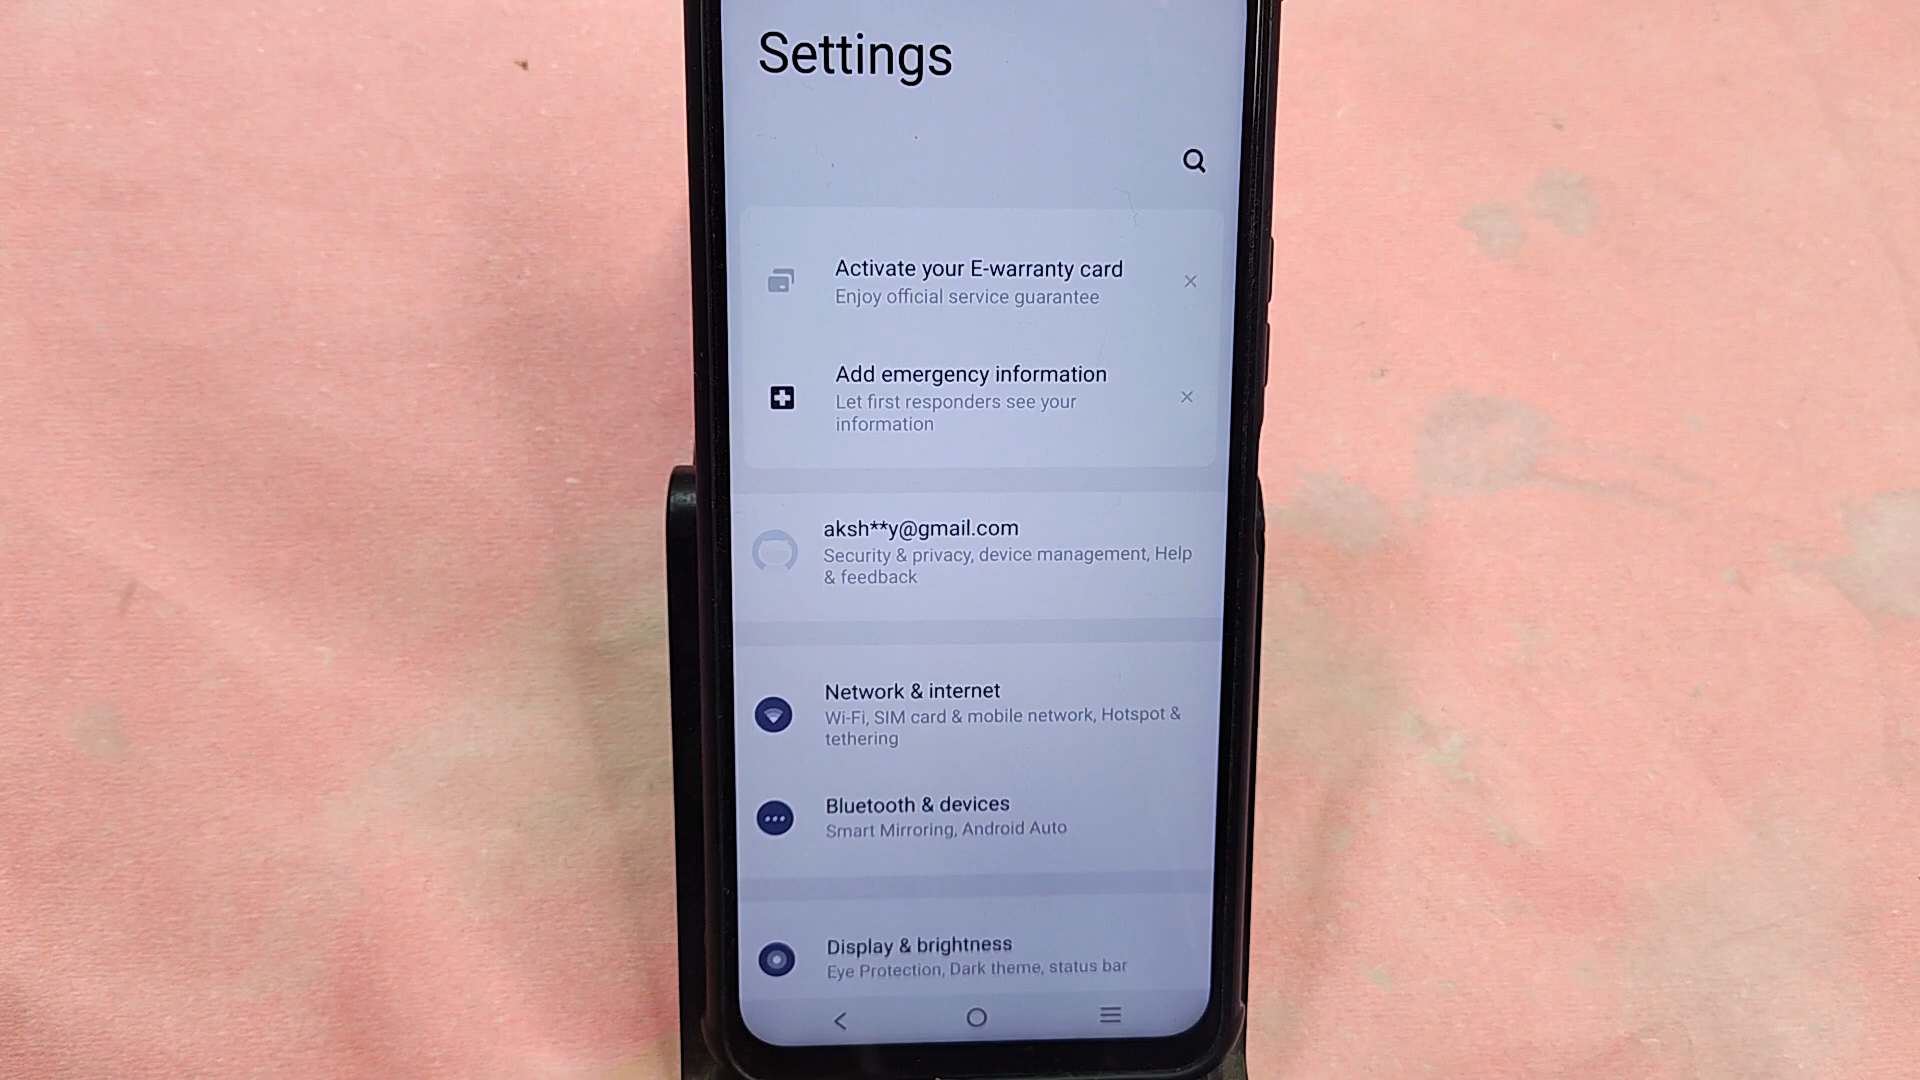 Settings
Activate your E-warranty card
Enjoy official service guarantee
Add emergency information
Let first responders see your
information
aksh**y@gmail.com
Security & privacy, device management, Help
& feedback
Network & internet
Wi-Fi, SIM card & mobile network, Hotspot &
tethering
Bluetooth & devices
Smart Mirroring, Android Auto
Display & brightness
Eye Protection, Dark theme, status bar